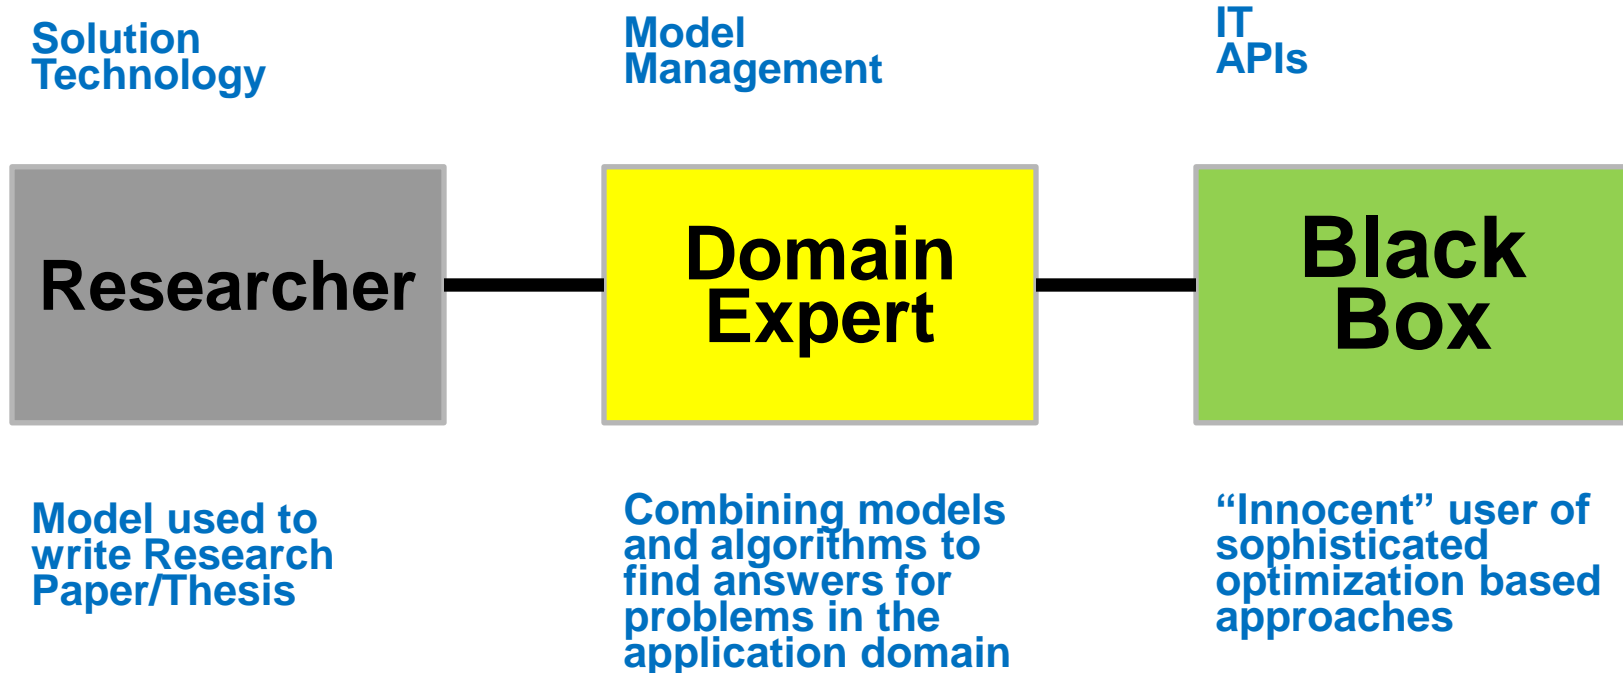 Solution
Technology
Model
Management
IT
APIs
Researcher
Domain
Expert
Black
Box
Model used to
write Research
Paper/Thesis
Combining models
and algorithms to
find answers for
problems in the
application domain
“Innocent” user of
sophisticated
optimization based
approaches